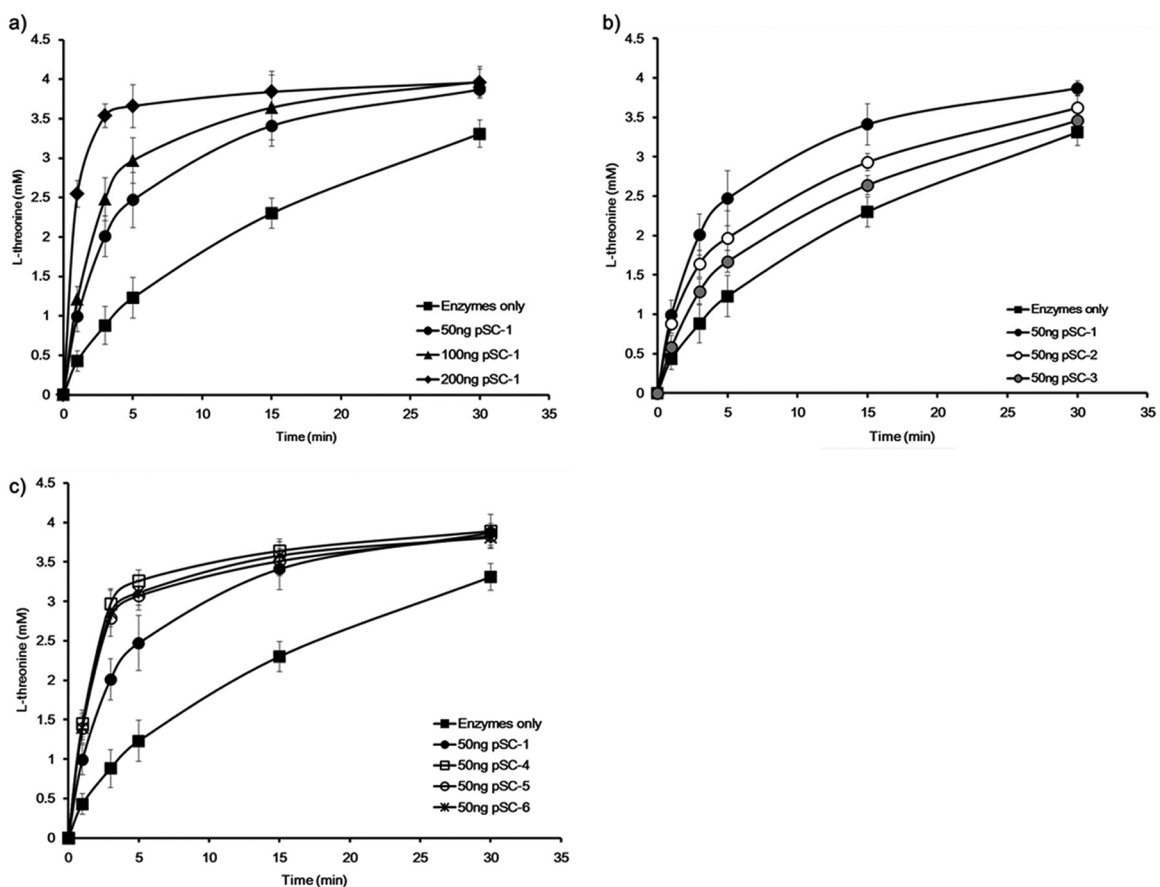 a)
4.5
4
3.5
3
2.5
2
1.5
1
0.5
0
L-threonine (mM)
0 5 10 15 20 25 30 35
Time (min)
Enzymes only
50ng pSC-1
100ng pSC-1
200ng pSC-1
b)
4.5
4
3.5
3
2.5
2
1.5
1
0.5
0
L-threonine (mM)
0 5 10 15 20 25 30 35
Time (min)
Enzymes only
50ng pSC-1
50ng pSC-2
50ng pSC-3
c)
4.5
4
3.5
3
2.5
2
1.5
1
0.5
0
L-threonine (mM)
0 5 10 15 20 25 30 35
Time (min)
Enzymes only
50ng pSC-1
50ng pSC-4
50ng pSC-5
50ng pSC-6